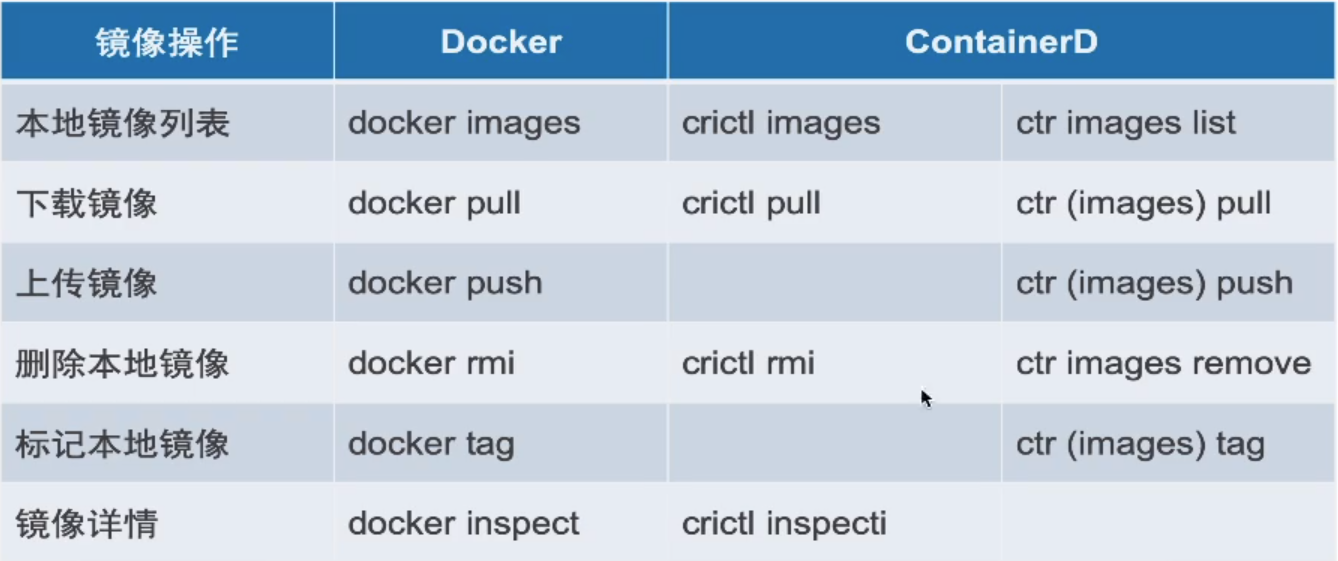 镜像操作 Docker ContainerD
本地镜像列表 docker images crictl images ctr images list
下载镜像 docker pull crictl pull ctr (images) pull
上传镜像 docker push ctr (images) push
删除本地镜像 docker rmi crictl rmi ctr images remove
标记本地镜像 docker tag ctr (images) tag
镜像详情 docker inspect crictl inspecti